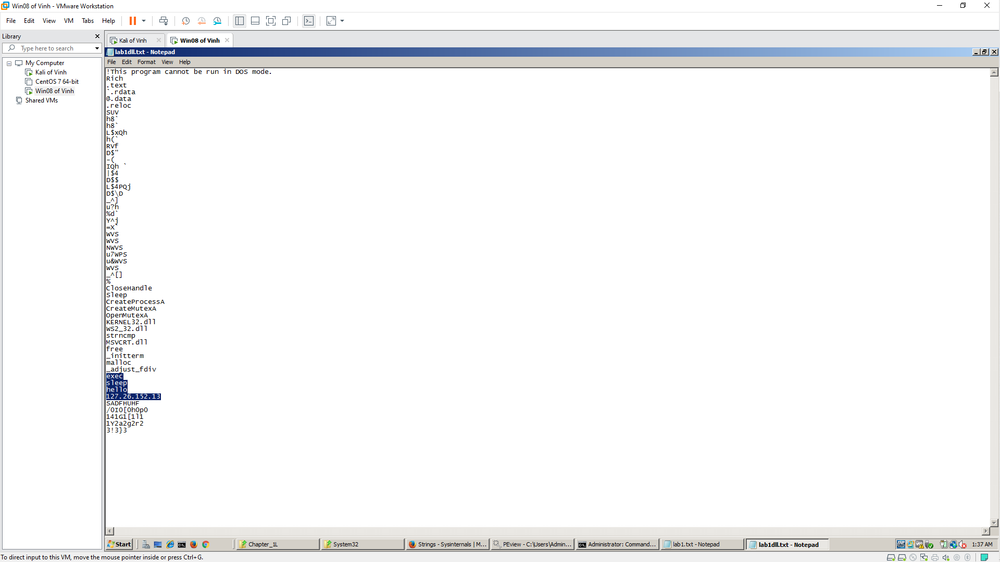 Win08 of Vinh - VMware Workstation
File Edit View VM Tabs Help
Library
Type here to search
My Computer
Kali of Vinh
CentOS 7 64-bit
Win08 of Vinh
Shared VMs
Kali of Vinh
Win08 of Vinh
lab1dll.txt - Notepad
File Edit Format View Help
!This program cannot be run in DOS mode.
Rich
.text
`.rdata
@.data
.reloc
SUV
h8`
h8`
L$xQh
h(`
RVf
D$"
-(
IQh `
|$4
D$$
L$4PQj
D$\D
_^]
u?h
%d`
Y^j
=X`
WVS
WVS
NWVS
u7WPS
u&WVS
WVS
_^[]
%
CloseHandle
Sleep
CreateProcessA
CreateMutexA
OpenMutexA
KERNEL32.dll
WS2_32.dll
strncmp
MSVCRT.dll
free
_initterm
malloc
_adjust_fdiv
exec
sleep
hello
127.26.152.13
SADFHUHF
/0I0[0h0p0
141G1[1l1
1Y2a2g2r2
3!3}3
Start
Chapter_1L
System32
Strings - Sysinternals | M...
PEview - C:\Users\Admin...
Administrator: Command...
lab1.txt - Notepad
lab1dll.txt - Notepad
1:37 AM
To direct input to this VM, move the mouse pointer inside or press Ctrl+G.